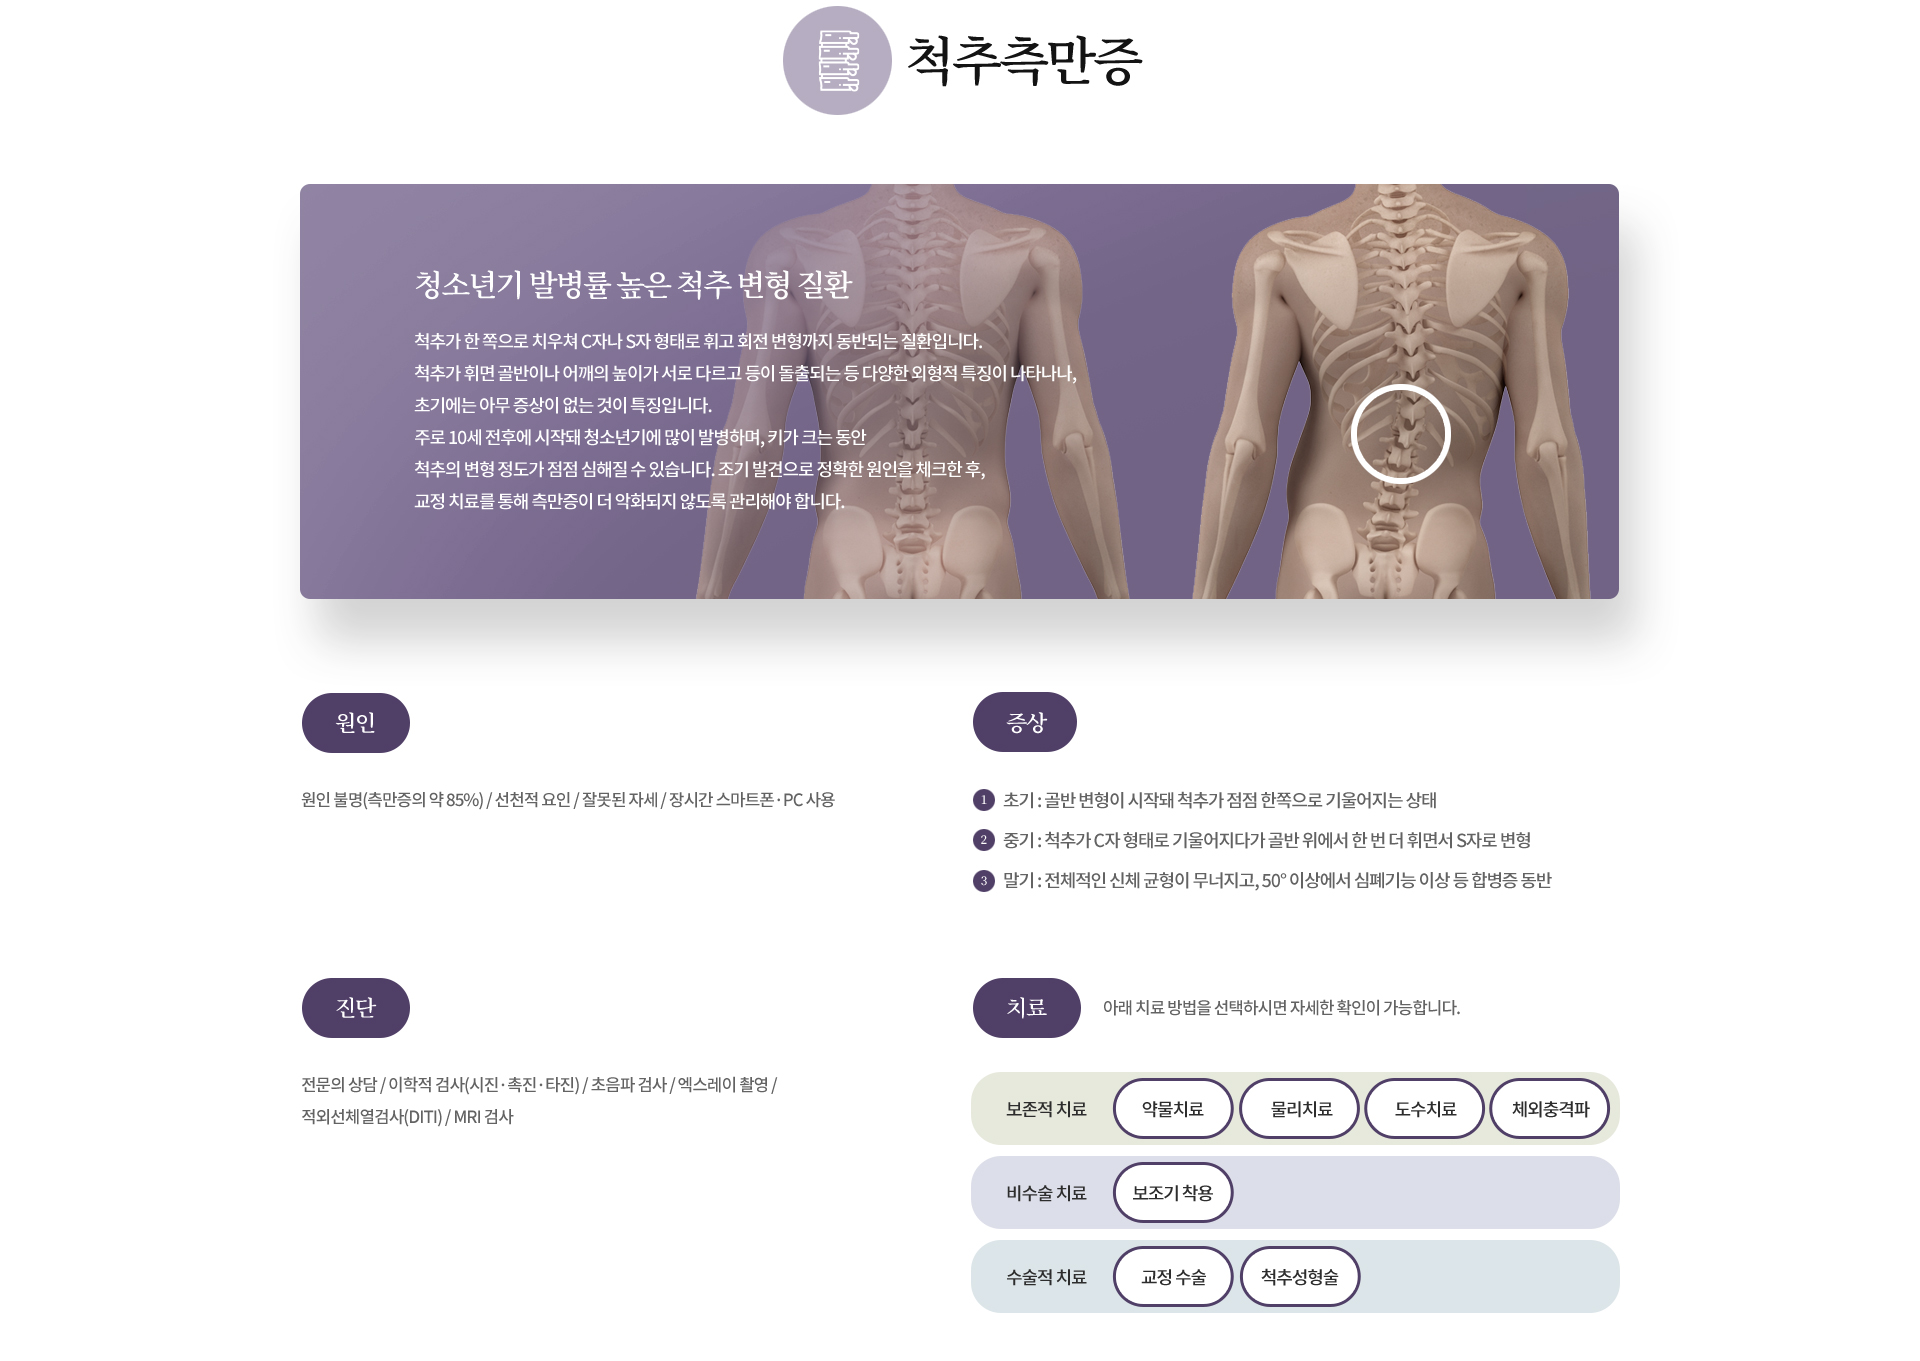 척추측만증
청소년기 발병률 높은 척추 변형 질환
척추가 한 쪽으로 치우쳐 C자나 S자 형태로 휘고 회전 변형까지 동반되는 질환입니다.
척추가 휘면 골반이나 어깨의 높이가 서로 다르고 등이 돌출되는 등 다양한 외형적 특징이 나타나나,
초기에는 아무 증상이 없는 것이 특징입니다.
주로 10세 전후에 시작돼 청소년기에 많이 발병하며, 키가 크는 동안
척추의 변형 정도가 점점 심해질 수 있습니다. 조기 발견으로 정확한 원인을 체크한 후,
교정 치료를 통해 측만증이 더 악화되지 않도록 관리해야 합니다.
원인
원인 불명(측만증의 약 85%) / 선천적 요인 / 잘못된 자세 / 장시간 스마트폰·PC 사용
증상
1 초기 : 골반 변형이 시작돼 척추가 점점 한쪽으로 기울어지는 상태
2 중기 : 척추가 C자 형태로 기울어지다가 골반 위에서 한 번 더 휘면서 S자로 변형
3 말기 : 전체적인 신체 균형이 무너지고, 50° 이상에서 심폐기능 이상 등 합병증 동반
진단
전문의 상담 / 이학적 검사(시진·촉진·타진) / 초음파 검사 / 엑스레이 촬영 /
적외선체열검사(DITI) / MRI 검사
치료 아래 치료 방법을 선택하시면 자세한 확인이 가능합니다.
보존적 치료 약물치료 물리치료 도수치료 체외충격파
비수술 치료 보조기 착용
수술적 치료 교정 수술 척추성형술